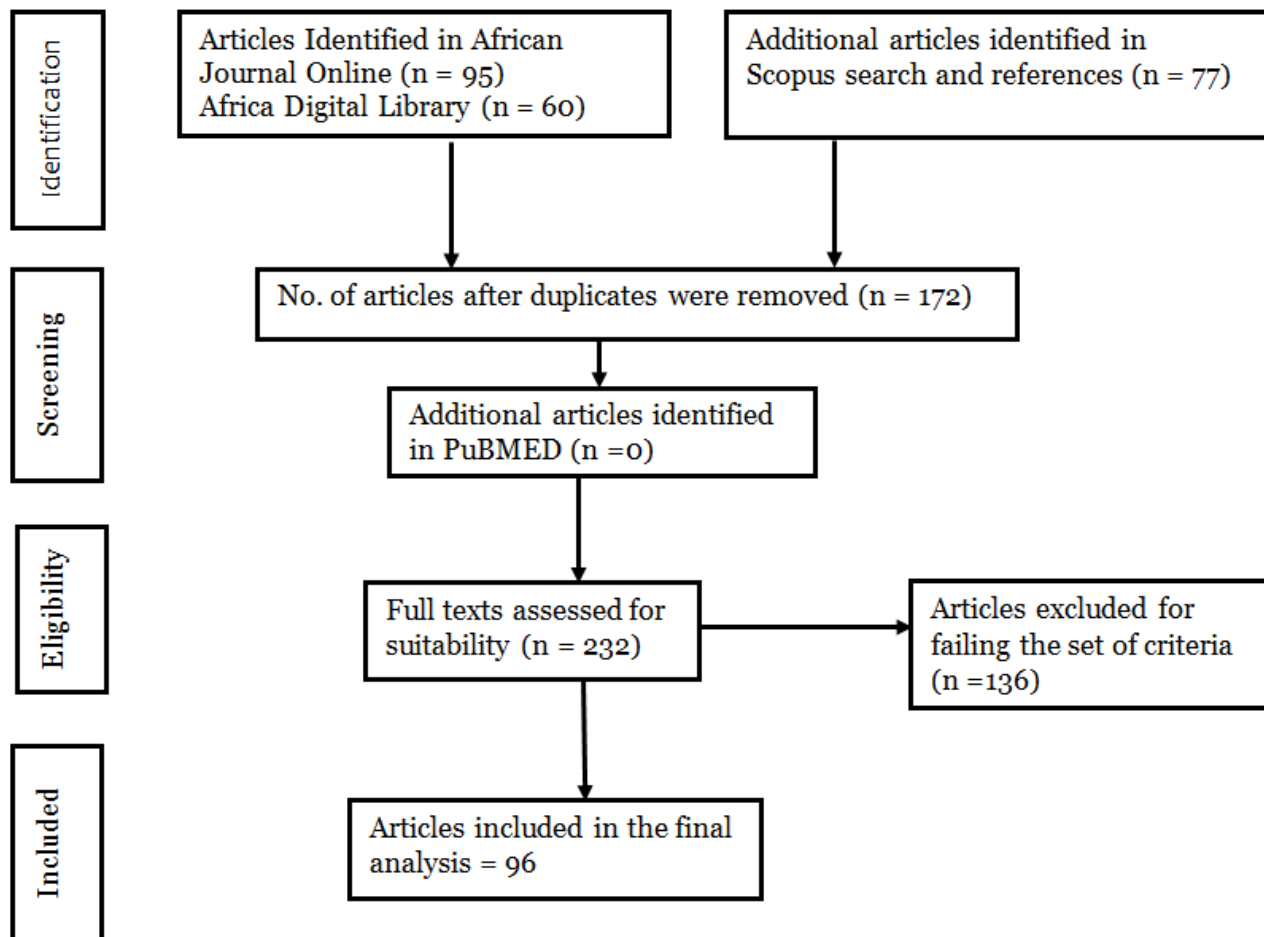 Identification
Articles Identified in African
Journal Online (n = 95)
Africa Digital Library (n = 60)
Additional articles identified in
Scopus search and references (n = 77)
Screening
No. of articles after duplicates were removed (n = 172)
Additional articles identified
in PuBMED (n =0)
Eligibility
Full texts assessed for
suitability (n = 232)
Articles excluded for
failing the set of criteria
(n =136)
Included
Articles included in the final
analysis = 96